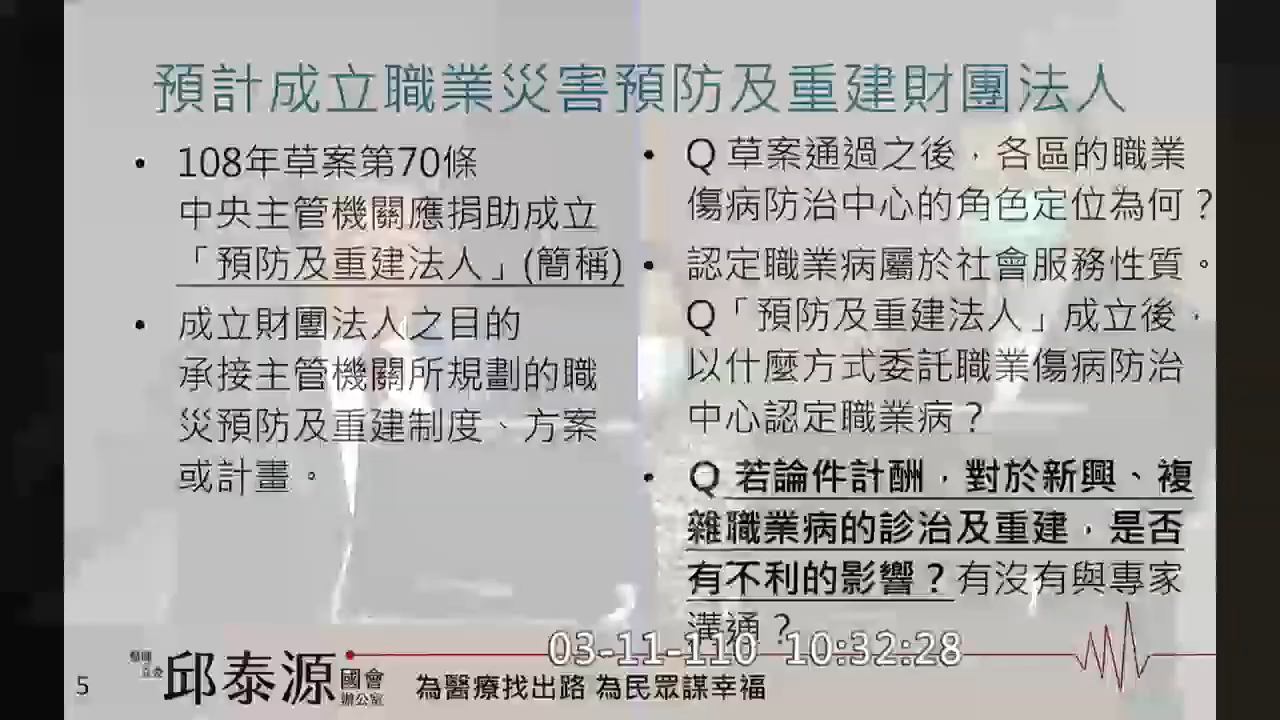 預計成立職業災害預防及重建財團法人
• 108年草案第70條
中央主管機關應捐助成立
「預防及重建法人」(簡稱)
• 成立財團法人之目的
承接主管機關所規劃的職
災預防及重建制度、方案
或計畫。
• Q 草案通過之後，各區的職業
傷病防治中心的角色定位為何？
• 認定職業病屬於社會服務性質。
Q「預防及重建法人」成立後，
以什麼方式委託職業傷病防治
中心認定職業病？
• Q 若論件計酬，對於新興、複
雜職業病的診治及重建，是否
有不利的影響？有沒有與專家
溝通？
03-11-110 10:32:28
5
邱泰源
國會
辦公室
為醫療找出路 為民眾謀幸福